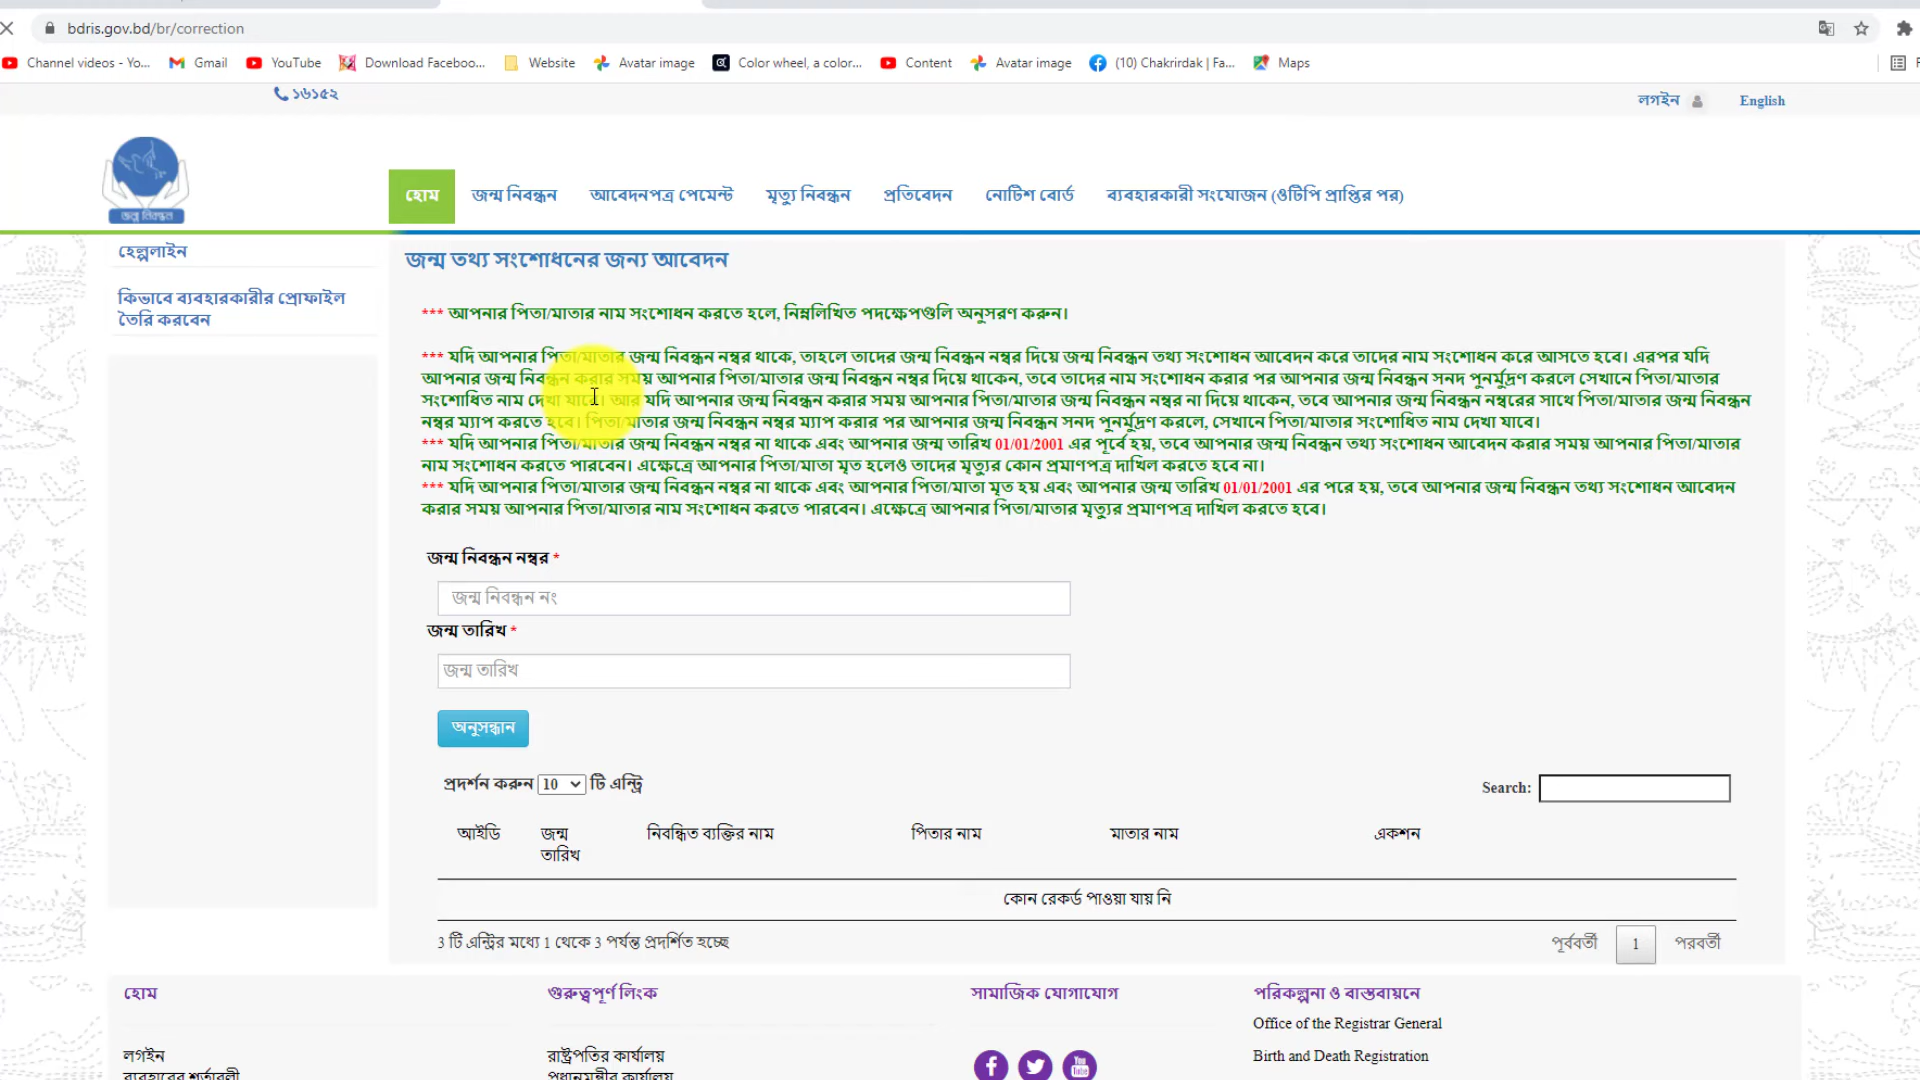 bdris.gov.bd/br/correction
Channel videos - Yo... Gmail YouTube Download Faceboo... Website Avatar image Color wheel, a color... Content Avatar image (10) Chakrirdak | Fa... Maps
১৬১৫২ লগইন English
জন্ম নিবন্ধন
হোম জন্ম নিবন্ধন আবেদনপত্র পেমেন্ট মৃত্যু নিবন্ধন প্রতিবেদন নোটিশ বোর্ড ব্যবহারকারী সংযোজন (ওটিপি প্রাপ্তির পর)
হেল্পলাইন
কিভাবে ব্যবহারকারীর প্রোফাইল
তৈরি করবেন
জন্ম তথ্য সংশোধনের জন্য আবেদন
*** আপনার পিতা/মাতার নাম সংশোধন করতে হলে, নিম্নলিখিত পদক্ষেপগুলি অনুসরণ করুন।
*** যদি আপনার পিতা/মাতার জন্ম নিবন্ধন নম্বর থাকে, তাহলে তাদের জন্ম নিবন্ধন নম্বর দিয়ে জন্ম নিবন্ধন তথ্য সংশোধন আবেদন করে তাদের নাম সংশোধন করে আসতে হবে। এরপর যদি
আপনার জন্ম নিবন্ধন করার সময় আপনার পিতা/মাতার জন্ম নিবন্ধন নম্বর দিয়ে থাকেন, তবে তাদের নাম সংশোধন করার পর আপনার জন্ম নিবন্ধন সনদ পুনর্মুদ্রণ করলে সেখানে পিতা/মাতার
সংশোধিত নাম দেখা যাবে। আর যদি আপনার জন্ম নিবন্ধন করার সময় আপনার পিতা/মাতার জন্ম নিবন্ধন নম্বর না দিয়ে থাকেন, তবে আপনার জন্ম নিবন্ধন নম্বরের সাথে পিতা/মাতার জন্ম নিবন্ধন
নম্বর ম্যাপ করতে হবে। পিতা/মাতার জন্ম নিবন্ধন নম্বর ম্যাপ করার পর আপনার জন্ম নিবন্ধন সনদ পুনর্মুদ্রণ করলে, সেখানে পিতা/মাতার সংশোধিত নাম দেখা যাবে।
*** যদি আপনার পিতা/মাতার জন্ম নিবন্ধন নম্বর না থাকে এবং আপনার জন্ম তারিখ 01/01/2001 এর পূর্বে হয়, তবে আপনার জন্ম নিবন্ধন তথ্য সংশোধন আবেদন করার সময় আপনার পিতা/মাতার
নাম সংশোধন করতে পারবেন। এক্ষেত্রে আপনার পিতা/মাতা মৃত হলেও তাদের মৃত্যুর কোন প্রমাণপত্র দাখিল করতে হবে না।
*** যদি আপনার পিতা/মাতার জন্ম নিবন্ধন নম্বর না থাকে এবং আপনার পিতা/মাতা মৃত হয় এবং আপনার জন্ম তারিখ 01/01/2001 এর পরে হয়, তবে আপনার জন্ম নিবন্ধন তথ্য সংশোধন আবেদন
করার সময় আপনার পিতা/মাতার নাম সংশোধন করতে পারবেন। এক্ষেত্রে আপনার পিতা/মাতার মৃত্যুর প্রমাণপত্র দাখিল করতে হবে।
জন্ম নিবন্ধন নম্বর *
জন্ম নিবন্ধন নং
জন্ম তারিখ *
জন্ম তারিখ
অনুসন্ধান
প্রদর্শন করুন 10 টি এন্ট্রি Search:
আইডি জন্ম তারিখ নিবন্ধিত ব্যক্তির নাম পিতার নাম মাতার নাম একশন
কোন রেকর্ড পাওয়া যায় নি
3 টি এন্ট্রির মধ্যে 1 থেকে 3 পর্যন্ত প্রদর্শিত হচ্ছে পূর্ববর্তী 1 পরবর্তী
হোম গুরুত্বপূর্ণ লিংক সামাজিক যোগাযোগ পরিকল্পনা ও বাস্তবায়নে
Office of the Registrar General
লগইন রাষ্ট্রপতির কার্যালয় Birth and Death Registration
ব্যবহারের শর্তাবলী প্রধানমন্ত্রীর কার্যালয়